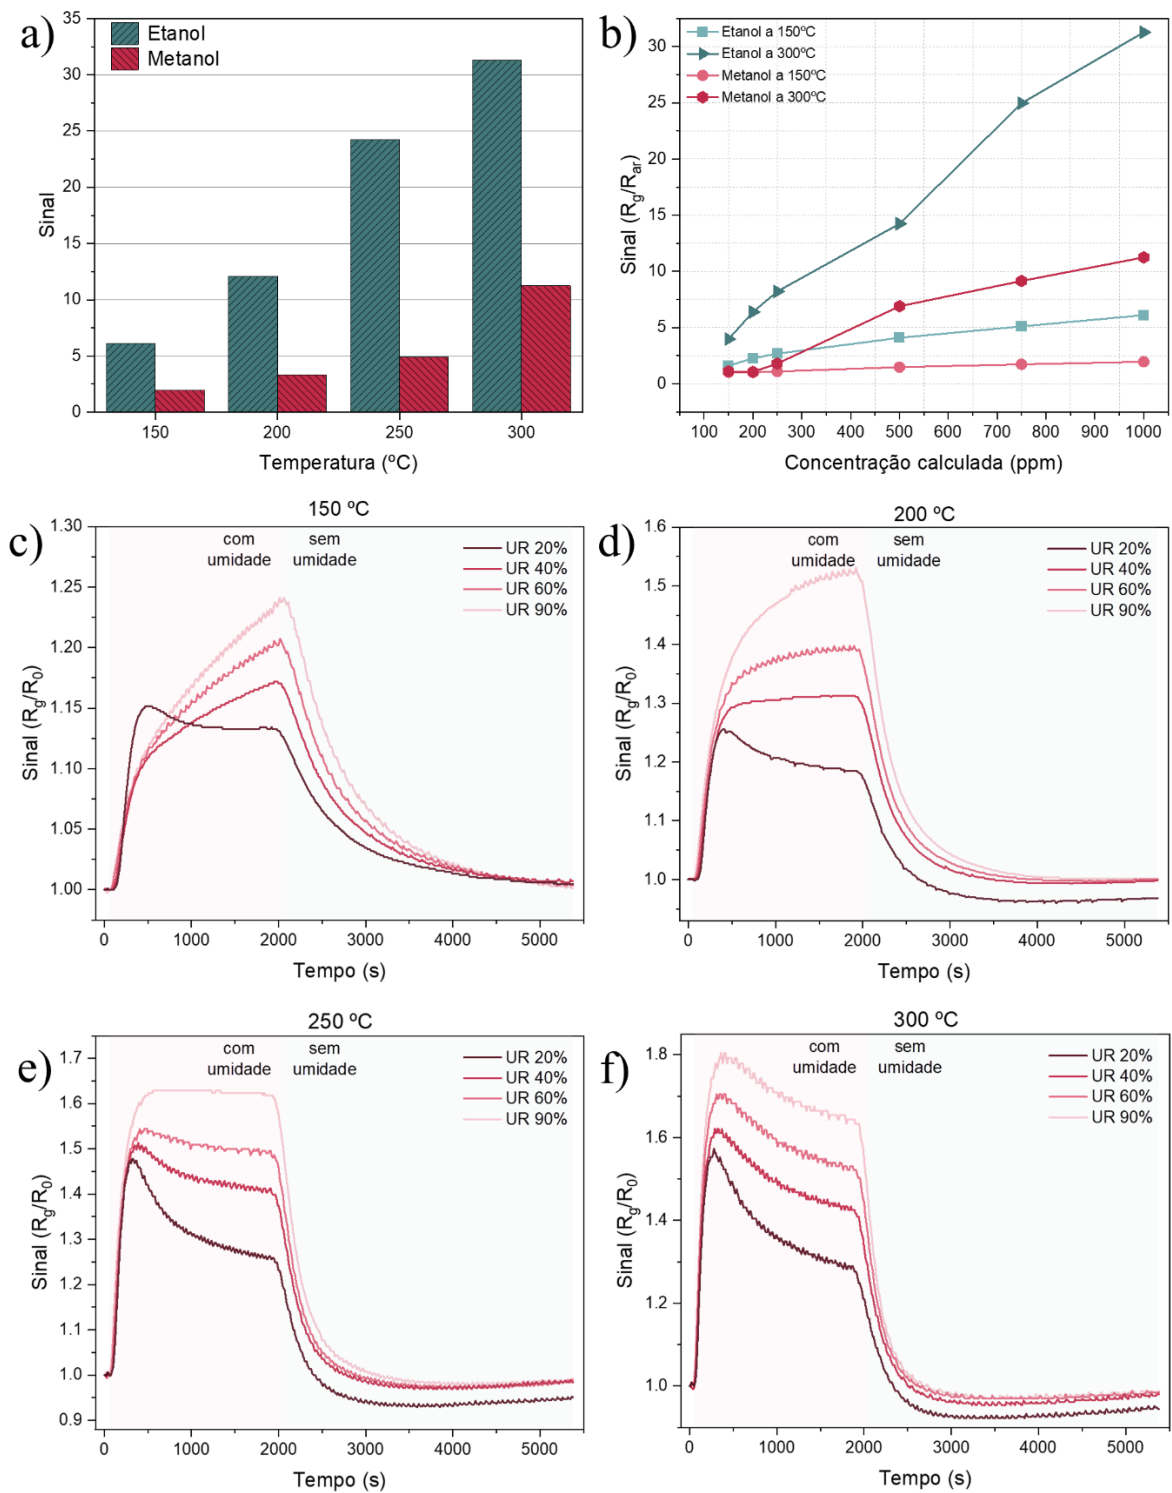 a)
Etanol
Metanol
Sinal
35
30
25
20
15
10
5
0
150
200
250
300
Temperatura (ºC)
b)
Etanol a 150ºC
Etanol a 300ºC
Metanol a 150ºC
Metanol a 300ºC
Sinal (Rg/Rar)
30
25
20
15
10
5
0
100
200
300
400
500
600
700
800
900
1000
Concentração calculada (ppm)
c)
150 ºC
com umidade
sem umidade
UR 20%
UR 40%
UR 60%
UR 90%
Sinal (Rg/R0)
1.30
1.25
1.20
1.15
1.10
1.05
1.00
0
1000
2000
3000
4000
5000
Tempo (s)
d)
200 ºC
com umidade
sem umidade
UR 20%
UR 40%
UR 60%
UR 90%
Sinal (Rg/R0)
1.6
1.5
1.4
1.3
1.2
1.1
1.0
0
1000
2000
3000
4000
5000
Tempo (s)
e)
250 ºC
com umidade
sem umidade
UR 20%
UR 40%
UR 60%
UR 90%
Sinal (Rg/R0)
1.7
1.6
1.5
1.4
1.3
1.2
1.1
1.0
0.9
0
1000
2000
3000
4000
5000
Tempo (s)
f)
300 ºC
com umidade
sem umidade
UR 20%
UR 40%
UR 60%
UR 90%
Sinal (Rg/R0)
1.8
1.6
1.4
1.2
1.0
0
1000
2000
3000
4000
5000
Tempo (s)